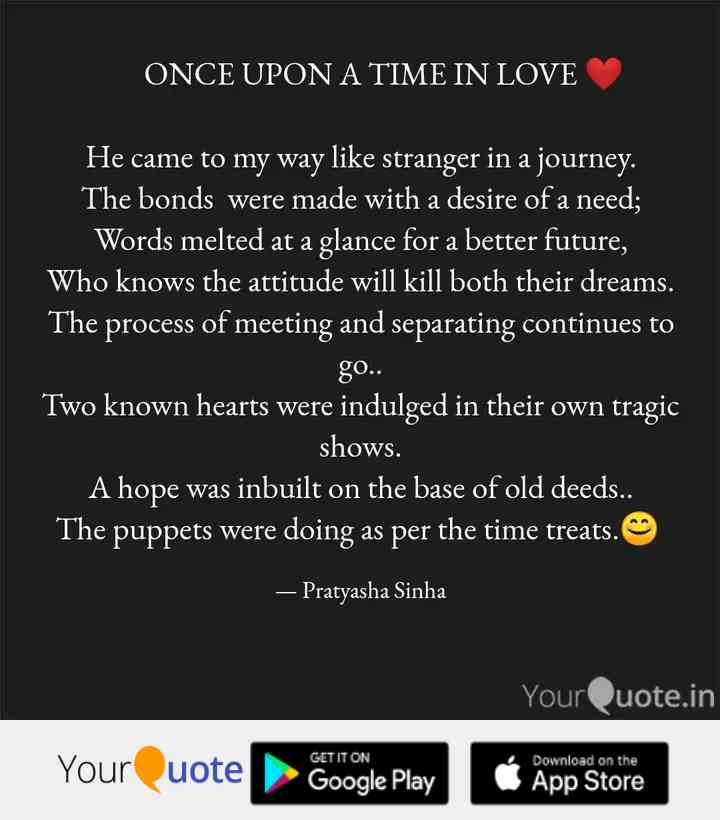 ONCE UPON A TIME IN LOVE ❤️
He came to my way like stranger in a journey.
The bonds  were made with a desire of a need;
Words melted at a glance for a better future,
Who knows the attitude will kill both their dreams.
The process of meeting and separating continues to
go..
Two known hearts were indulged in their own tragic
shows.
A hope was inbuilt on the base of old deeds..
The puppets were doing as per the time treats.😊
— Pratyasha Sinha
YourQuote.in
YourQuote
GET IT ON
Google Play
Download on the
App Store